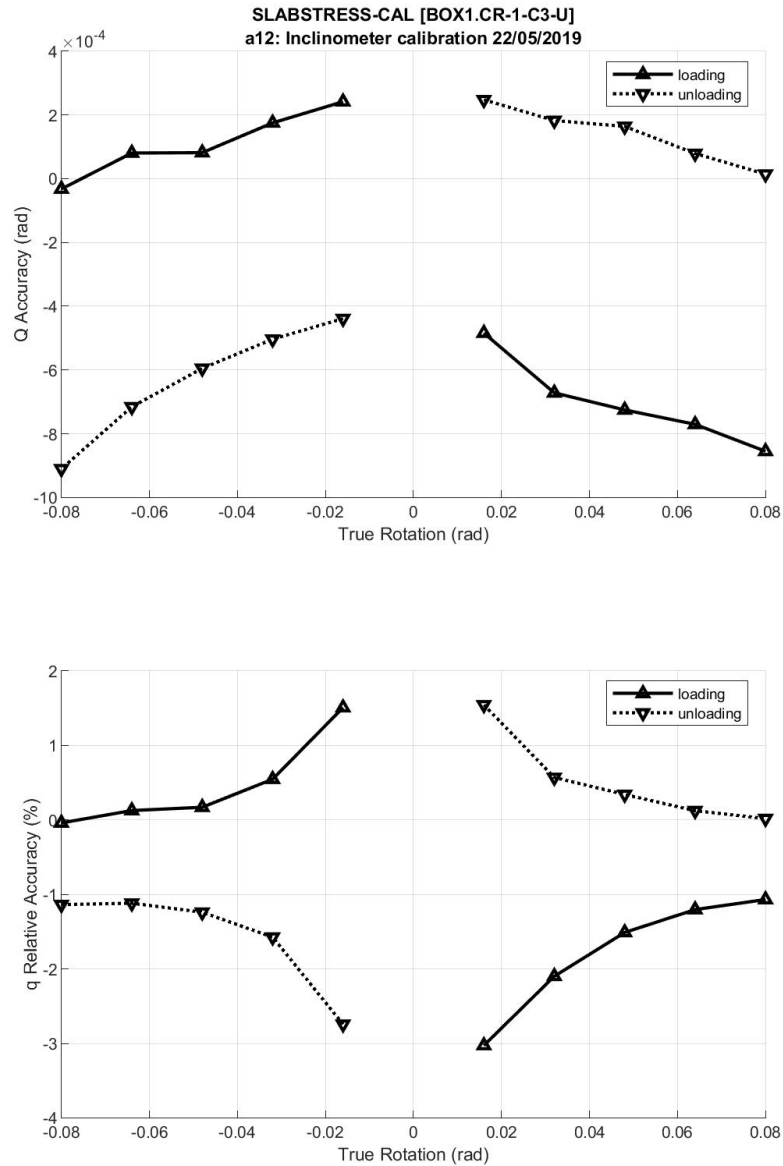 SLABSTRESS-CAL [BOX1.CR-1-C3-U]
a12: Inclinometer calibration 22/05/2019
×10⁻⁴
4
2
0
-2
-4
-6
-8
-10
Q Accuracy (rad)
loading
unloading
-0.08 -0.06 -0.04 -0.02 0 0.02 0.04 0.06 0.08
True Rotation (rad)
2
1
0
-1
-2
-3
-4
q Relative Accuracy (%)
loading
unloading
-0.08 -0.06 -0.04 -0.02 0 0.02 0.04 0.06 0.08
True Rotation (rad)